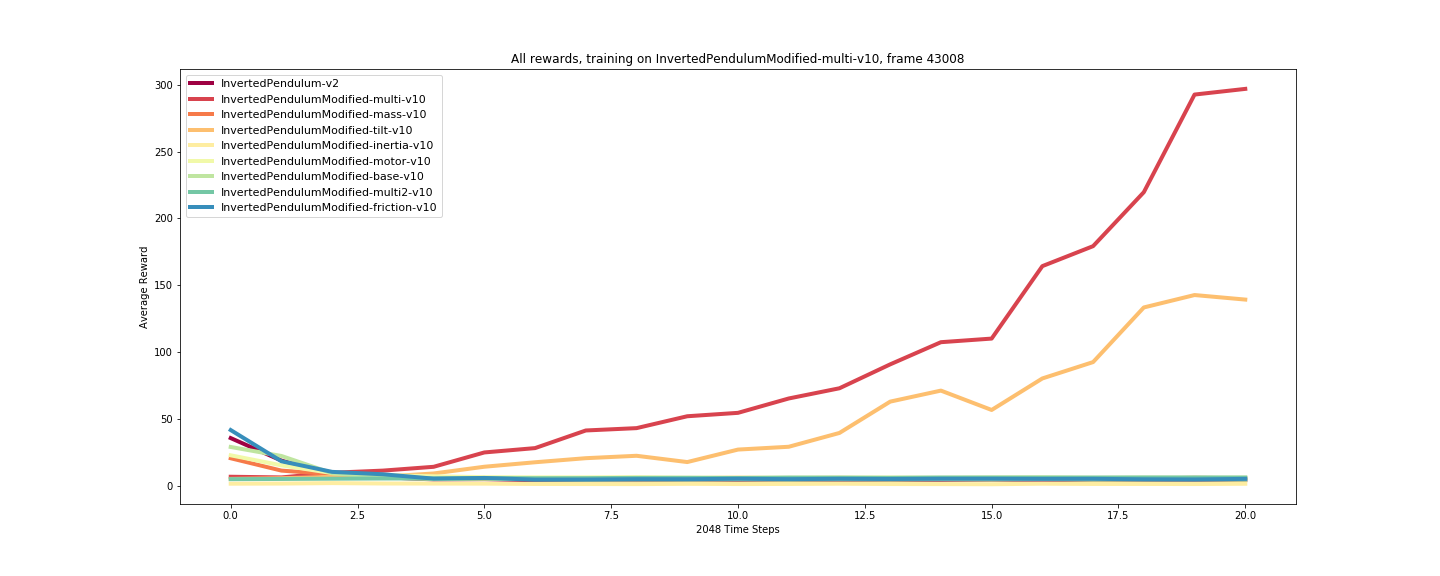 All rewards, training on InvertedPendulumModified-multi-v10, frame 43008
InvertedPendulum-v2
InvertedPendulumModified-multi-v10
InvertedPendulumModified-mass-v10
InvertedPendulumModified-tilt-v10
InvertedPendulumModified-inertia-v10
InvertedPendulumModified-motor-v10
InvertedPendulumModified-base-v10
InvertedPendulumModified-multi2-v10
InvertedPendulumModified-friction-v10
300
250
200
150
100
50
0
Average Reward
0.0 2.5 5.0 7.5 10.0 12.5 15.0 17.5 20.0
2048 Time Steps